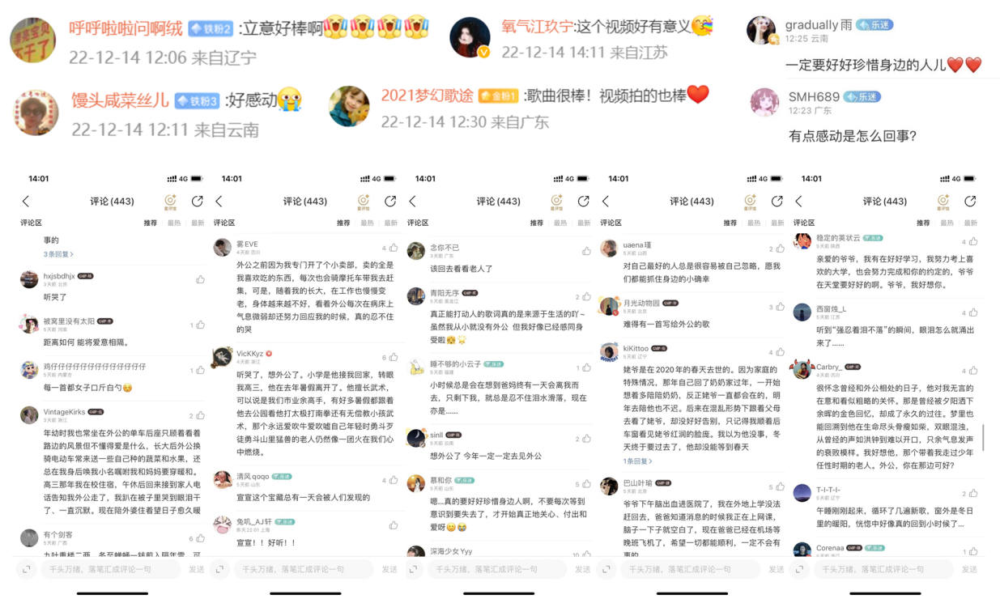 呼呼啦啦问啊绒 铁粉2 :立意好棒啊
22-12-14 12:06 来自辽宁
氧气江玖宁:这个视频好有意义
22-12-14 14:11 来自江苏
gradually雨 乐迷
12:25 云南
一定要好好珍惜身边的人儿
馒头咸菜丝儿 铁粉3 :好感动
22-12-14 12:11 来自云南
2021梦幻歌途 金粉1 :歌曲很棒！视频拍的也棒
22-12-14 12:30 来自广东
SMH689 乐迷
12:23 广东
有点感动是怎么回事?
14:01 4G
评论(443)
评论区 推荐 最热 最新
事的
3条回复>
hxjsbdhjx
3天前 北京
听哭了
被窝里没有太阳
5天前 河南
1
距离如何 能将爱意相隔。
鸡仔仔仔仔仔仔仔仔仔仔仔仔
5天前 内蒙古
1
每一首都女子口斤白勺
VintageKirks
3天前 浙江
2
年幼时我也常坐在外公的单车后座只顾看着
路边的风景但不懂得爱是什么，长大后外公换
骑电动车常来送一些自己种的蔬菜和水果，还
总在我身后唤我小名嘱咐我和妈妈要穿暖和。
高三那年我在校住宿，午休后回来接到家人电
话告知我外公走了，我趴在被子里哭到眼泪干
了、一直沉默。现在陪外婆住着望日子愈久暖
有个剑客
5天前 广西
6
千头万绪，落笔汇成评论一句 发送
14:01 4G
评论(443)
评论区 推荐 最热 最新
雾EVE
4天前 四川
4
外公之前因为我专门开了个小卖部，卖的全是
我喜欢吃的东西，每次也会骑摩托车带我去赶
集，可是，随着我的长大，在工作也慢慢变
老，身体越来越不好，看着外公每次在病床上
气息微弱却还努力回应我的时候，真的忍不住
的哭
VicKKyz
4天前 浙江
6
听哭了，想外公了。小学是他接我回家，转眼
我高三，他在去年暑假离开了。他擅长武术，
可以说是我们市业余高手，有好多暑假都跟着
他去公园看他打太极打南拳还有无偿教小孩武
术，那个永远爱吹牛爱吹嘘自己年轻时勇斗歹
徒勇斗山里猛兽的老人仍然像一团火在我们心
中燃烧。
清风qoqo 乐迷
5天前 山东
4
宣宣这个宝藏总有一天会被人们发现的
兔叽_AJ轩 乐迷
昨天22:01 上海
宣宣！！好听！！
千头万绪，落笔汇成评论一句 发送
14:01 4G
评论(443)
评论区 推荐 最热 最新
念你不已
3天前 广东
该回去看看老人了
青阳无序
5天前 黑龙江
2
真正能打动人的歌词真的是来源于生活的吖~
虽然我从小就没有外公 但我好像已经感同身
受啦
睡不够的小云子 乐迷
5天前 福建
1
小时候总是会在想到爸妈终有一天会离我而
去，只剩下我，就总是忍不住泪水滑落，现在
亦是......
sinll
5天前 云南
2
想外公了 今年一定一定去见外公
慕和你 乐迷
5天前 山东
5
嗯...真的要好好珍惜身边人啊，不要每次等到
意识到要失去了，才开始真正地关心、付出和
爱呀
深海少女Yyy
10
千头万绪，落笔汇成评论一句 发送
14:01 4G
评论(443)
评论区 推荐 最热 最新
uaena瑾
5天前 山西
2
对自己最好的人总是很容易被自己忽略，愿我
们都能抓住身边的小确幸
月光动物园
5天前 北京
3
难得有一首写给外公的歌
kiKittoo
5天前 辽宁
4
姥爷是在2020年的春天去世的。因为家庭的
特殊情况，那年自己回了奶奶家过年，一开始
想着多陪陪奶奶，反正姥爷一直都会在的，明
年去陪他也不迟。后来在混乱形势下跟着父母
去看了姥爷，却没好好告别，只记得我顺着后
车窗看见姥爷红润的脸庞。我以为他没事，冬
天终于要过去了，他却没能等到春天
1条回复>
巴山叶瑜
5天前 北京
5
爷爷下午脑出血进医院了，我在外地上学没法
赶回去，爸爸知道消息的时候我正在上网课，
脑子一下子就空白了，现在爸爸已经在机场等
晚班飞机了，希望一切都能顺利，一定不会有
事的
千头万绪，落笔汇成评论一句 发送
14:01 4G
评论(443)
评论区 推荐 最热 最新
稳定的英状云 乐迷
5天前 陕西
4
亲爱的爷爷，我有在好好学习，我努力考上喜
欢的大学，也会努力完成和你的约定的，爷爷
在天堂要好好的啊。爷爷，我好想你。
西窗烛_L
5天前 江苏
4
听到“强忍着泪不落”的瞬间，眼泪怎么就涌出
来了......
Carbry_
4天前 四川
4
很怀念曾经和外公相处的日子，他对我无言的
在意和看似粗略的关怀。那是曾经被夕阳洒下
余晖的金色回忆，却成了永久的过往。梦里也
能回溯到他在生命尽头骨瘦如柴，双眼混浊，
从曾经的声如洪钟到难以开口，只余气息发声
的衰败模样。我好想他，那个带着我走过少年
任性时期的老人。外公，你在那边可好?
T-I-T-I-
5天前 辽宁
2
午睡刚刚起来，循环了几遍新歌，窗外是冬日
里的暖阳，恍惚中好像真的回到小时候了...
Corenaa 乐迷
1
千头万绪，落笔汇成评论一句 发送